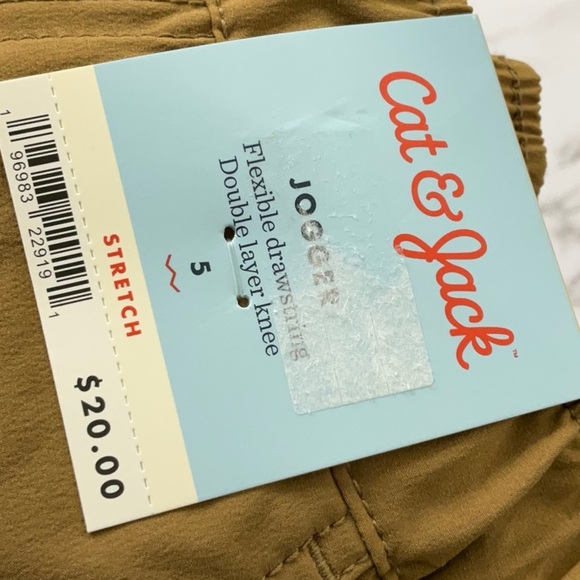 Cat & Jack™
JOGGER
Flexible drawstring
Double layer knee
5
STRETCH
1 96983 22919 1
$20.00